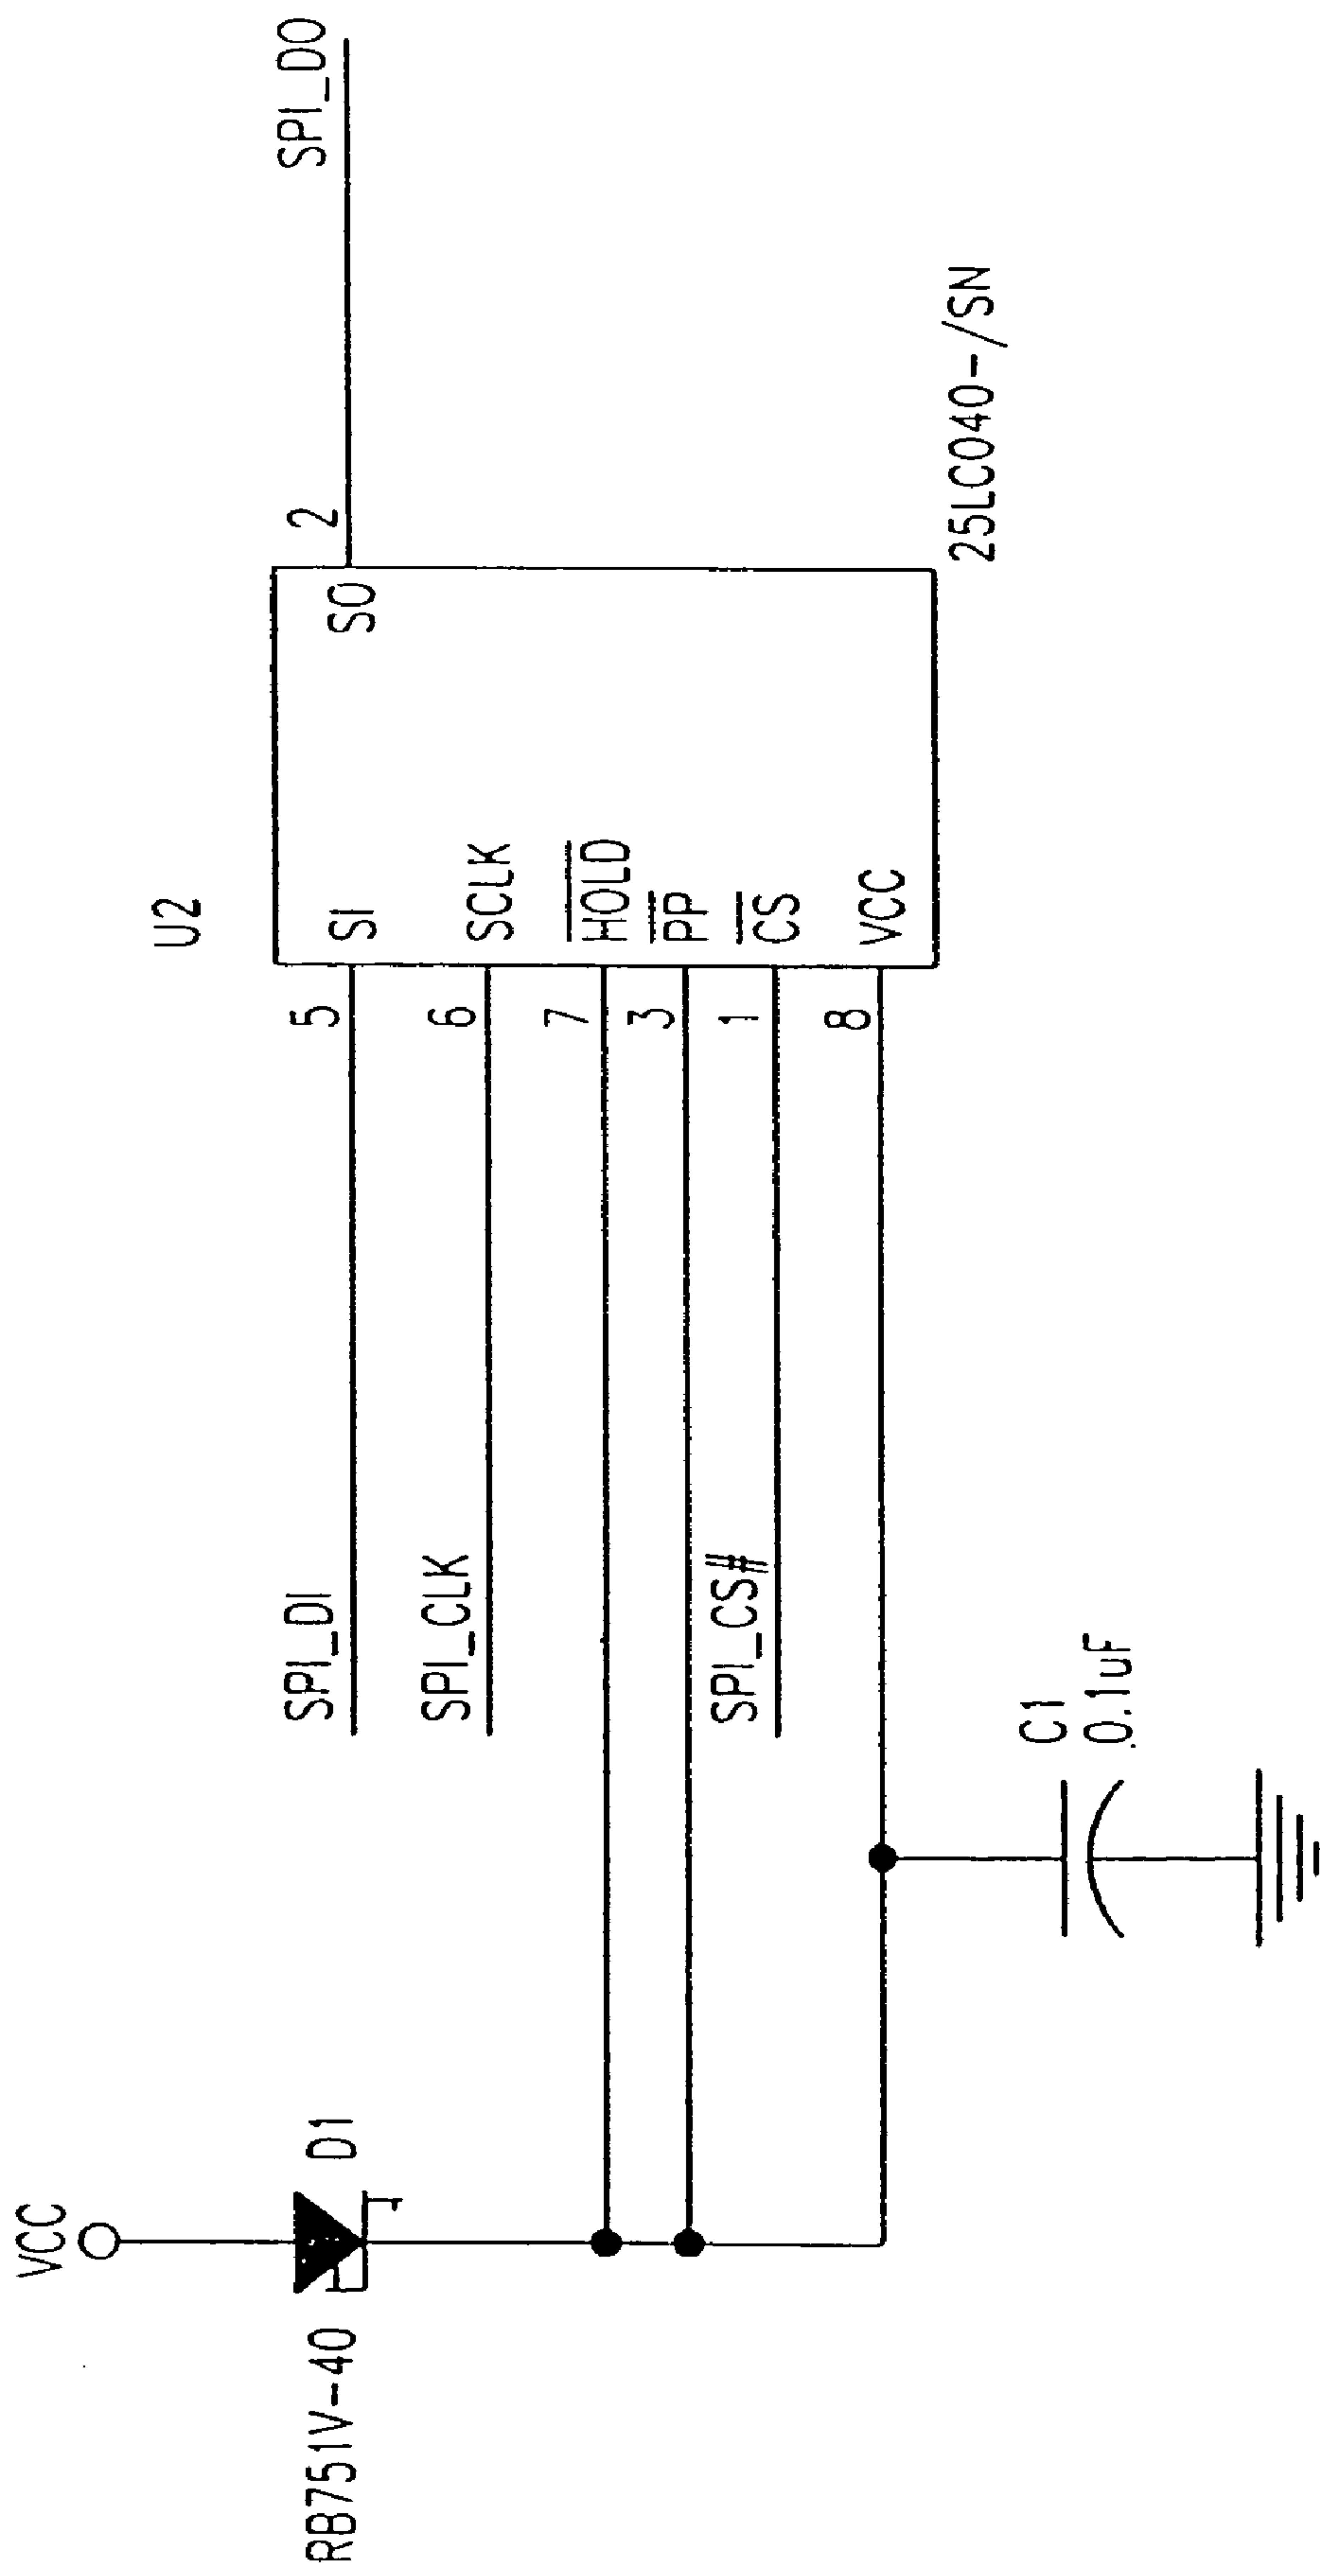 VCC
RB751V-40
D1
U2
SPI_DI
5
SI
SO
2
SPI_DO
SPI_CLK
6
SCLK
7
HOLD
3
PP
SPI_CS#
1
CS
8
VCC
25LC040-/SN
C1
0.1uF